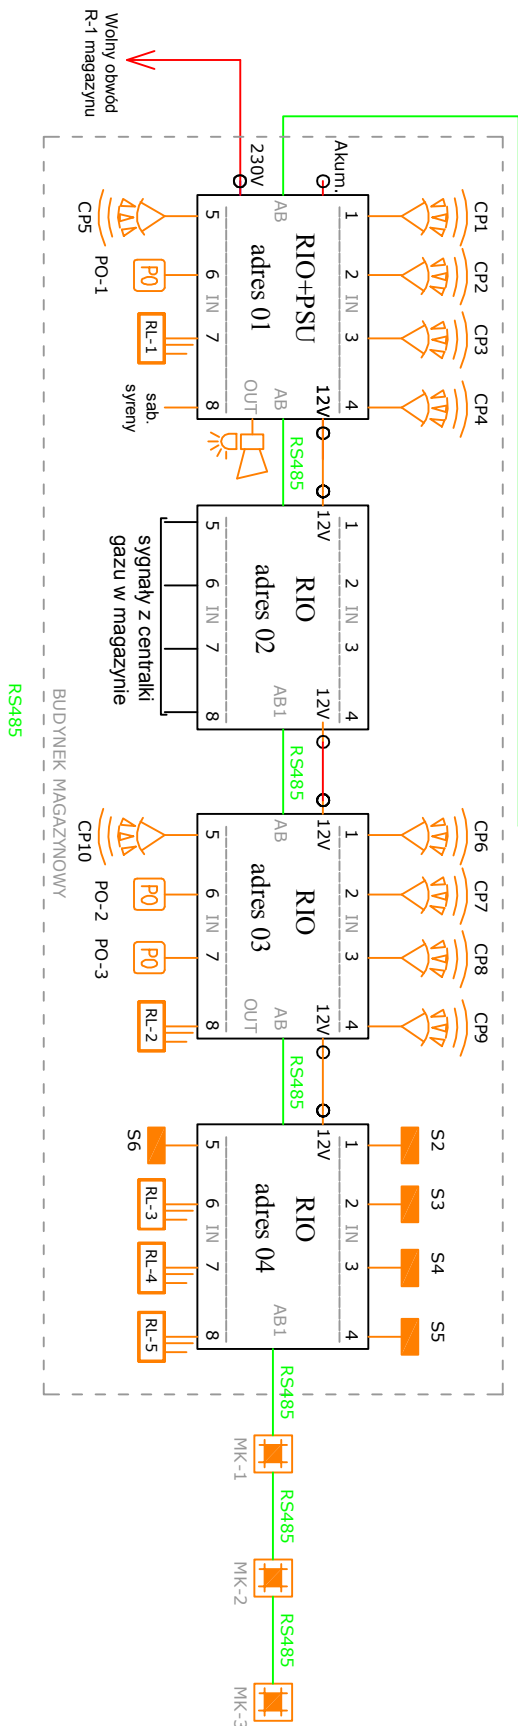 Wolny obwód
R-1 magazynu
230V
Akum.
CP1
CP2
CP3
CP4
1
2
3
4
AB
RIO+PSU
adres 01
12V
AB
OUT
5
6
IN
7
8
CP5
PO-1
PO
RL-1
sab.
syreny
RS485
1
2
3
4
12V
RIO
adres 02
12V
AB1
5
6
IN
7
8
sygnały z centralki
gazu w magazynie
RS485
CP6
CP7
CP8
CP9
1
2
3
4
12V
AB
RIO
adres 03
12V
AB
OUT
5
6
IN
7
8
CP10
PO-2
PO
PO-3
PO
RL-2
RS485
S2
S3
S4
S5
1
2
3
4
12V
RIO
adres 04
AB1
5
6
IN
7
8
S6
RL-3
RL-4
RL-5
BUDYNEK MAGAZYNOWY
RS485
RS485
MK-1
RS485
MK-2
RS485
MK-3